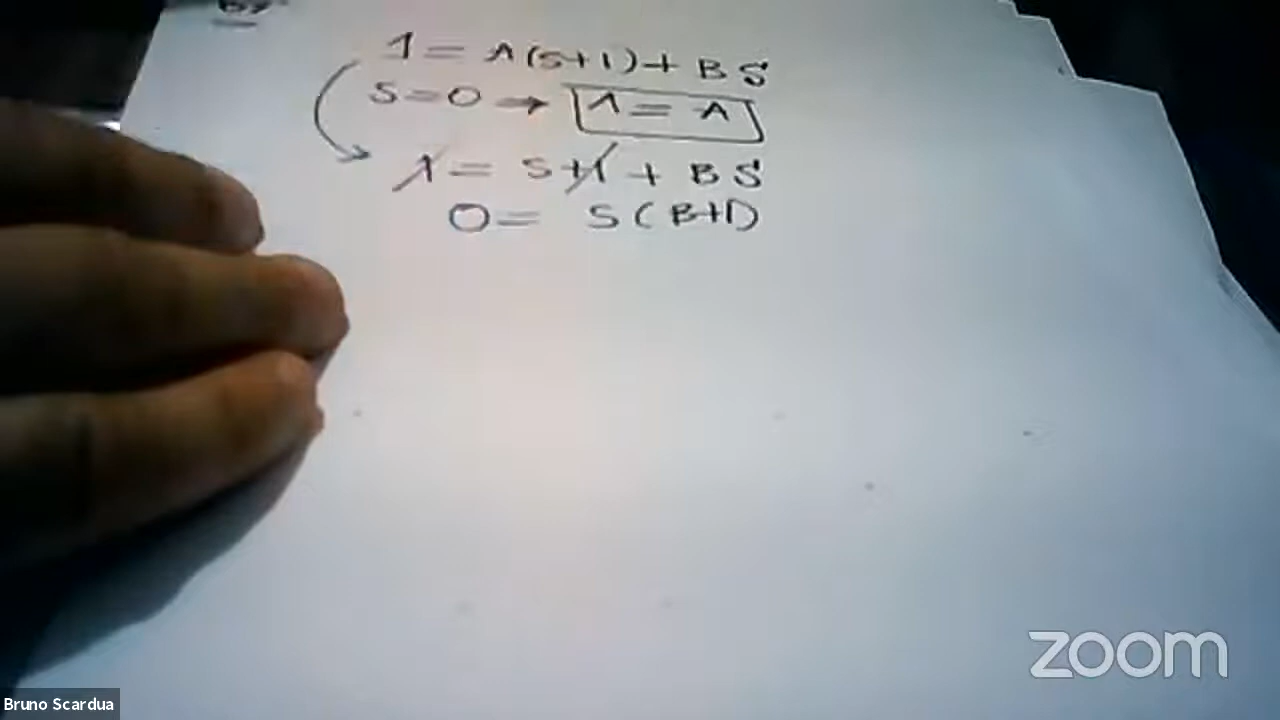 1 = A(S+1) + BS
S=0 → 1 = A
1 = S+1 + BS
0 = S(B+1)
zoom
Bruno Scardua